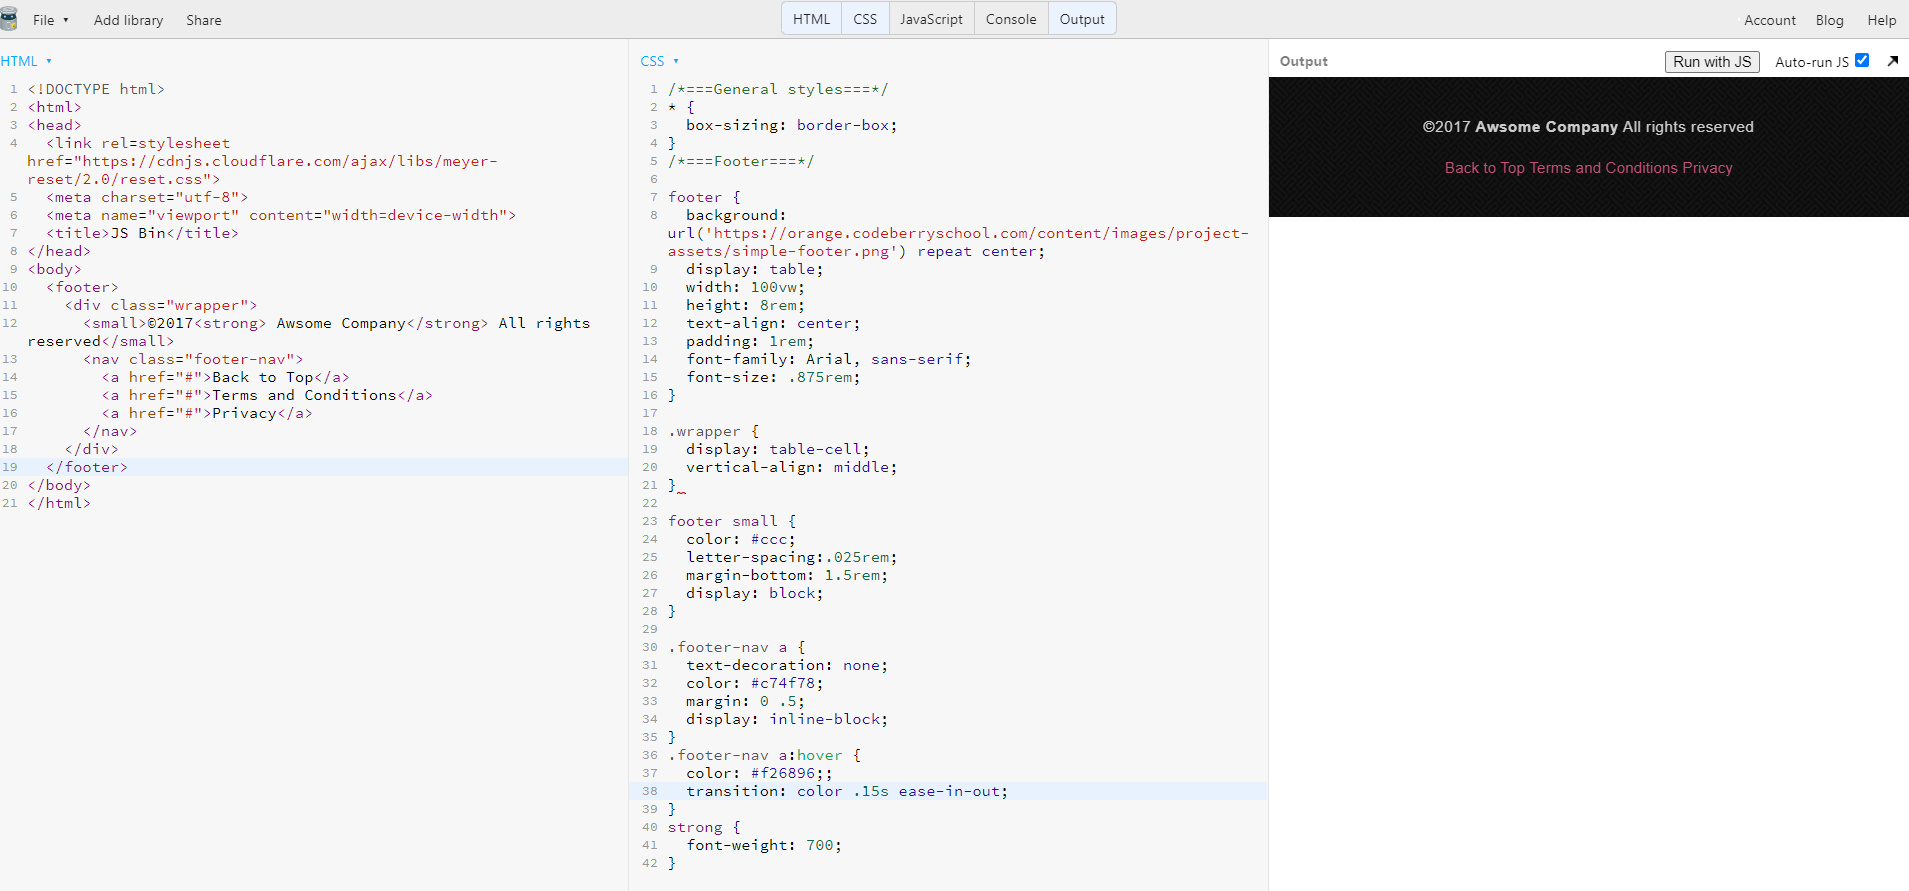 File ▾ Add library Share HTML CSS JavaScript Console Output Account Blog Help
HTML ▾
1 <!DOCTYPE html>
2 <html>
3 <head>
4   <link rel=stylesheet
href="https://cdnjs.cloudflare.com/ajax/libs/meyer-
reset/2.0/reset.css">
5   <meta charset="utf-8">
6   <meta name="viewport" content="width=device-width">
7   <title>JS Bin</title>
8 </head>
9 <body>
10   <footer>
11     <div class="wrapper">
12       <small>©2017<strong> Awsome Company</strong> All rights
reserved</small>
13       <nav class="footer-nav">
14         <a href="#">Back to Top</a>
15         <a href="#">Terms and Conditions</a>
16         <a href="#">Privacy</a>
17       </nav>
18     </div>
19   </footer>
20 </body>
21 </html>
CSS ▾
1 /*===General styles===*/
2 * {
3   box-sizing: border-box;
4 }
5 /*===Footer===*/
6
7 footer {
8   background:
url('https://orange.codeberryschool.com/content/images/project-
assets/simple-footer.png') repeat center;
9   display: table;
10   width: 100vw;
11   height: 8rem;
12   text-align: center;
13   padding: 1rem;
14   font-family: Arial, sans-serif;
15   font-size: .875rem;
16 }
17
18 .wrapper {
19   display: table-cell;
20   vertical-align: middle;
21 }
22
23 footer small {
24   color: #ccc;
25   letter-spacing:.025rem;
26   margin-bottom: 1.5rem;
27   display: block;
28 }
29
30 .footer-nav a {
31   text-decoration: none;
32   color: #c74f78;
33   margin: 0 .5;
34   display: inline-block;
35 }
36 .footer-nav a:hover {
37   color: #f26896;;
38   transition: color .15s ease-in-out;
39 }
40 strong {
41   font-weight: 700;
42 }
Output Run with JS Auto-run JS
©2017 Awsome Company All rights reserved
Back to Top Terms and Conditions Privacy